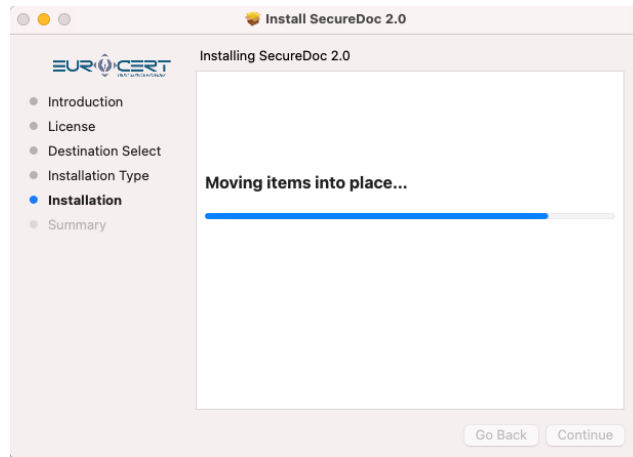 Install SecureDoc 2.0
EUROCERT
Installing SecureDoc 2.0
Introduction
License
Destination Select
Installation Type
Installation
Summary
Moving items into place...
Go Back
Continue